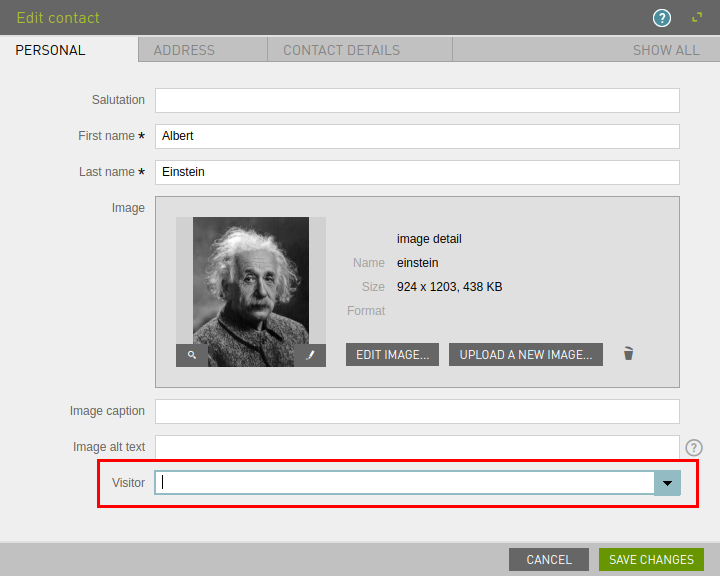 Edit contact
?
PERSONAL ADDRESS CONTACT DETAILS SHOW ALL
Salutation
First name * Albert
Last name * Einstein
Image
image detail
Name einstein
Size 924 x 1203, 438 KB
Format
EDIT IMAGE... UPLOAD A NEW IMAGE...
Image caption
Image alt text ?
Visitor
CANCEL SAVE CHANGES